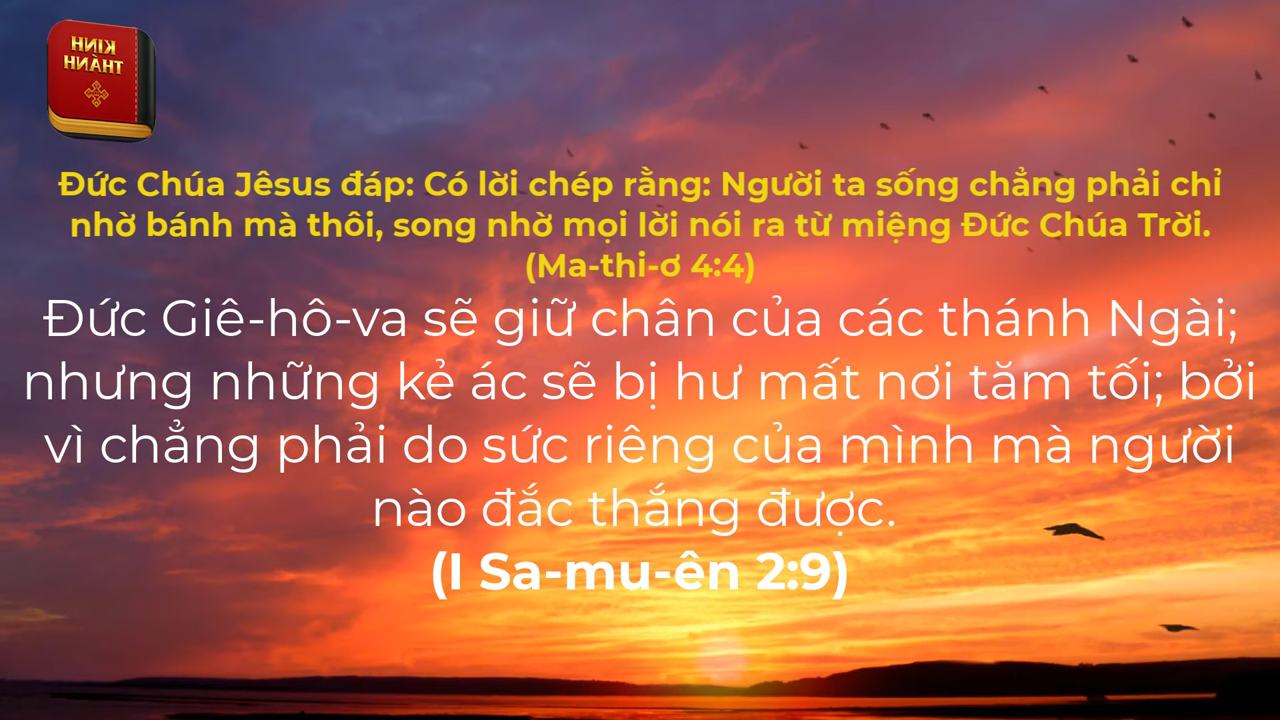 KINH
THÁNH
Đức Chúa Jêsus đáp: Có lời chép rằng: Người ta sống chẳng phải chỉ
nhờ bánh mà thôi, song nhờ mọi lời nói ra từ miệng Đức Chúa Trời.
(Ma-thi-ơ 4:4)
Đức Giê-hô-va sẽ giữ chân của các thánh Ngài;
nhưng những kẻ ác sẽ bị hư mất nơi tăm tối; bởi
vì chẳng phải do sức riêng của mình mà người
nào đắc thắng được.
(I Sa-mu-ên 2:9)